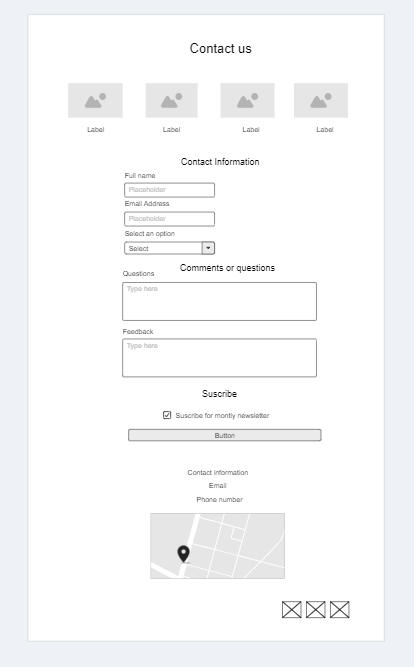 Contact us
Label
Label
Label
Label
Contact Information
Full name
Placeholder
Email Address
Placeholder
Select an option
Select
Comments or questions
Questions
Type here
Feedback
Type here
Suscribe
Suscribe for montly newsletter
Button
Contact information
Email
Phone number